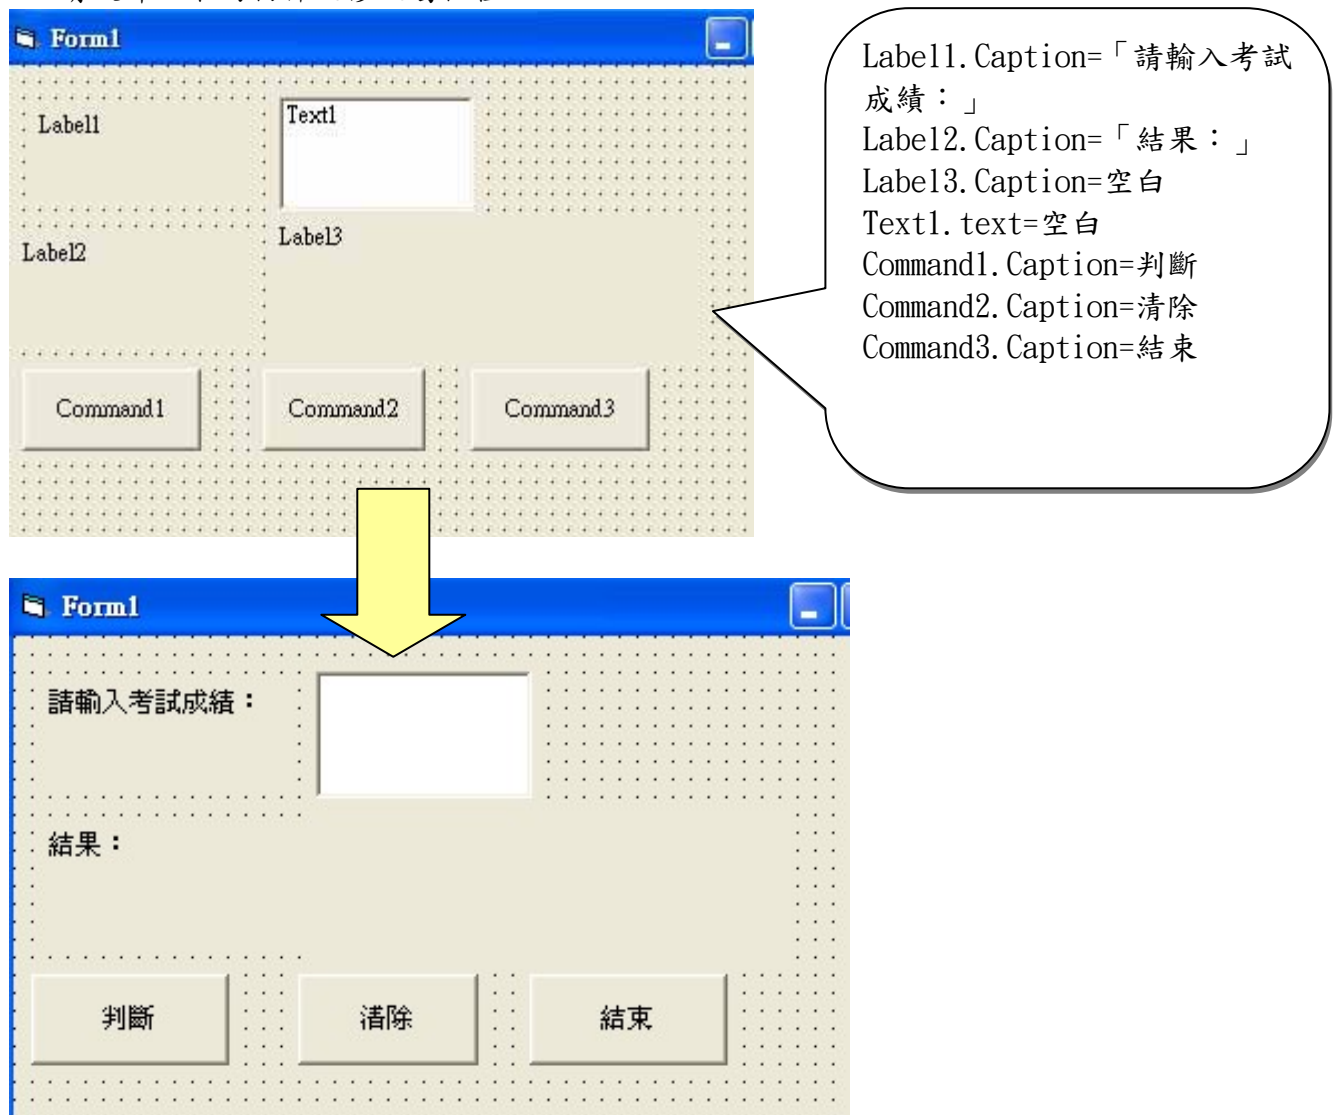 Form1
Label1
Text1
Label2
Label3
Command1
Command2
Command3
Label1.Caption=「請輸入考試
成績：」
Label2.Caption=「結果：」
Label3.Caption=空白
Text1.text=空白
Command1.Caption=判斷
Command2.Caption=清除
Command3.Caption=結束
Form1
請輸入考試成績：
結果：
判斷
清除
結束